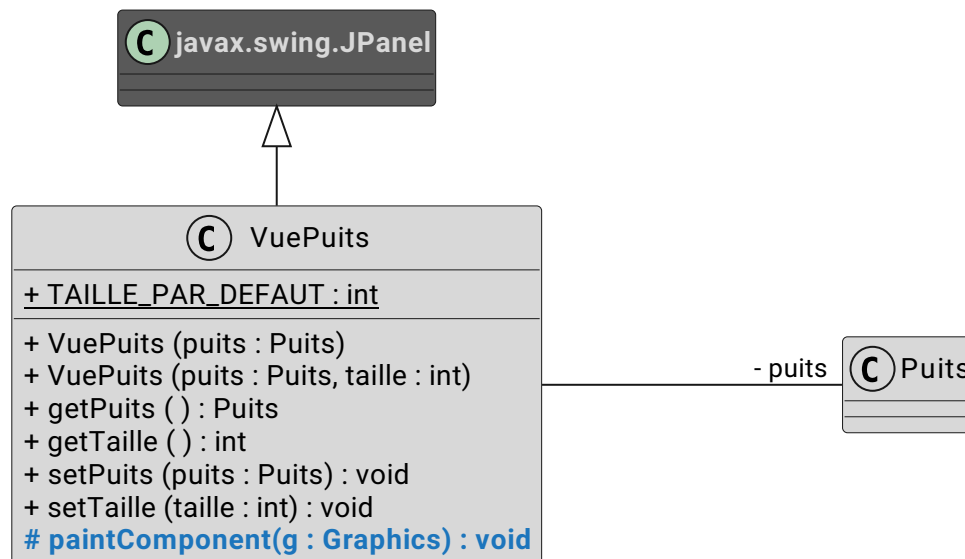 C javax.swing.JPanel
C VuePuits
+ TAILLE_PAR_DEFAUT : int
+ VuePuits (puits : Puits)
+ VuePuits (puits : Puits, taille : int)
+ getPuits ( ) : Puits
+ getTaille ( ) : int
+ setPuits (puits : Puits) : void
+ setTaille (taille : int) : void
# paintComponent(g : Graphics) : void
- puits
C Puits